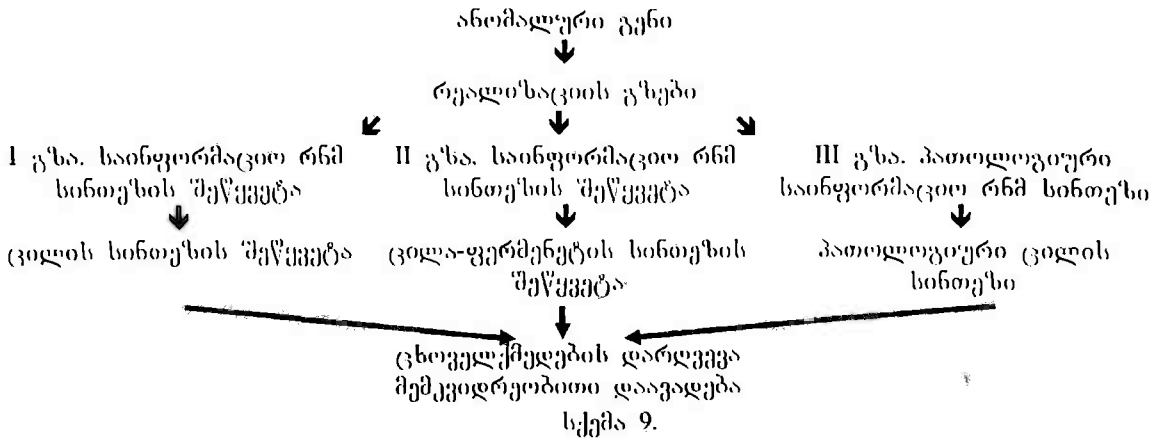 ანომალური გენი
რეალიზაციის გზები
I გზა. საინფორმაციო რნმ
სინთეზის შეწყვეტა
II გზა. საინფორმაციო რნმ
სინთეზის შეწყვეტა
III გზა. პათოლოგიური
საინფორმაციო რნმ სინთეზი
ცილის სინთეზის შეწყვეტა
ცილა-ფერმენეტის სინთეზის
შეწყვეტა
პათოლოგიური ცილის
სინთეზი
ცხოველქმედების დარღვევა
მემკვიდრეობითი დაავადება
სქემა 9.